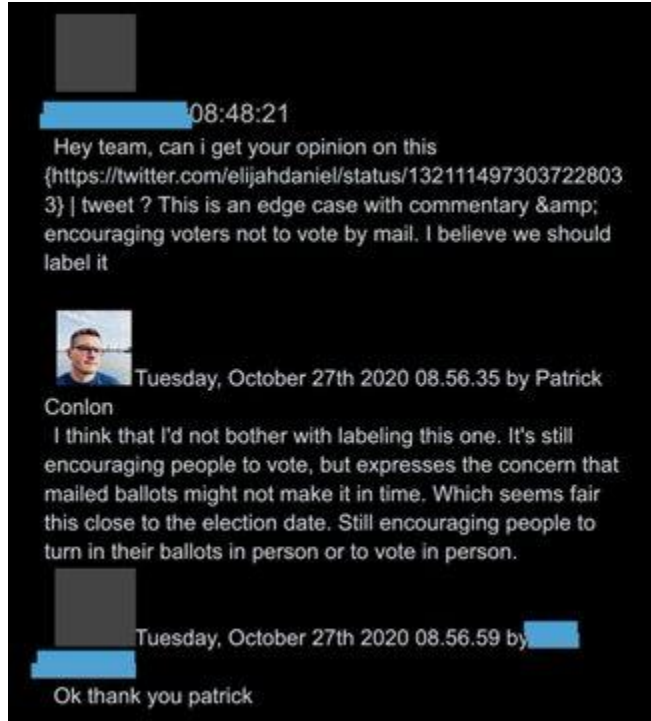 08:48:21
Hey team, can i get your opinion on this
{https://twitter.com/elijahdaniel/status/132111497303722803
3} | tweet ? This is an edge case with commentary &amp;
encouraging voters not to vote by mail. I believe we should
label it
Tuesday, October 27th 2020 08.56.35 by Patrick
Conlon
I think that I'd not bother with labeling this one. It's still
encouraging people to vote, but expresses the concern that
mailed ballots might not make it in time. Which seems fair
this close to the election date. Still encouraging people to
turn in their ballots in person or to vote in person.
Tuesday, October 27th 2020 08.56.59 by
Ok thank you patrick